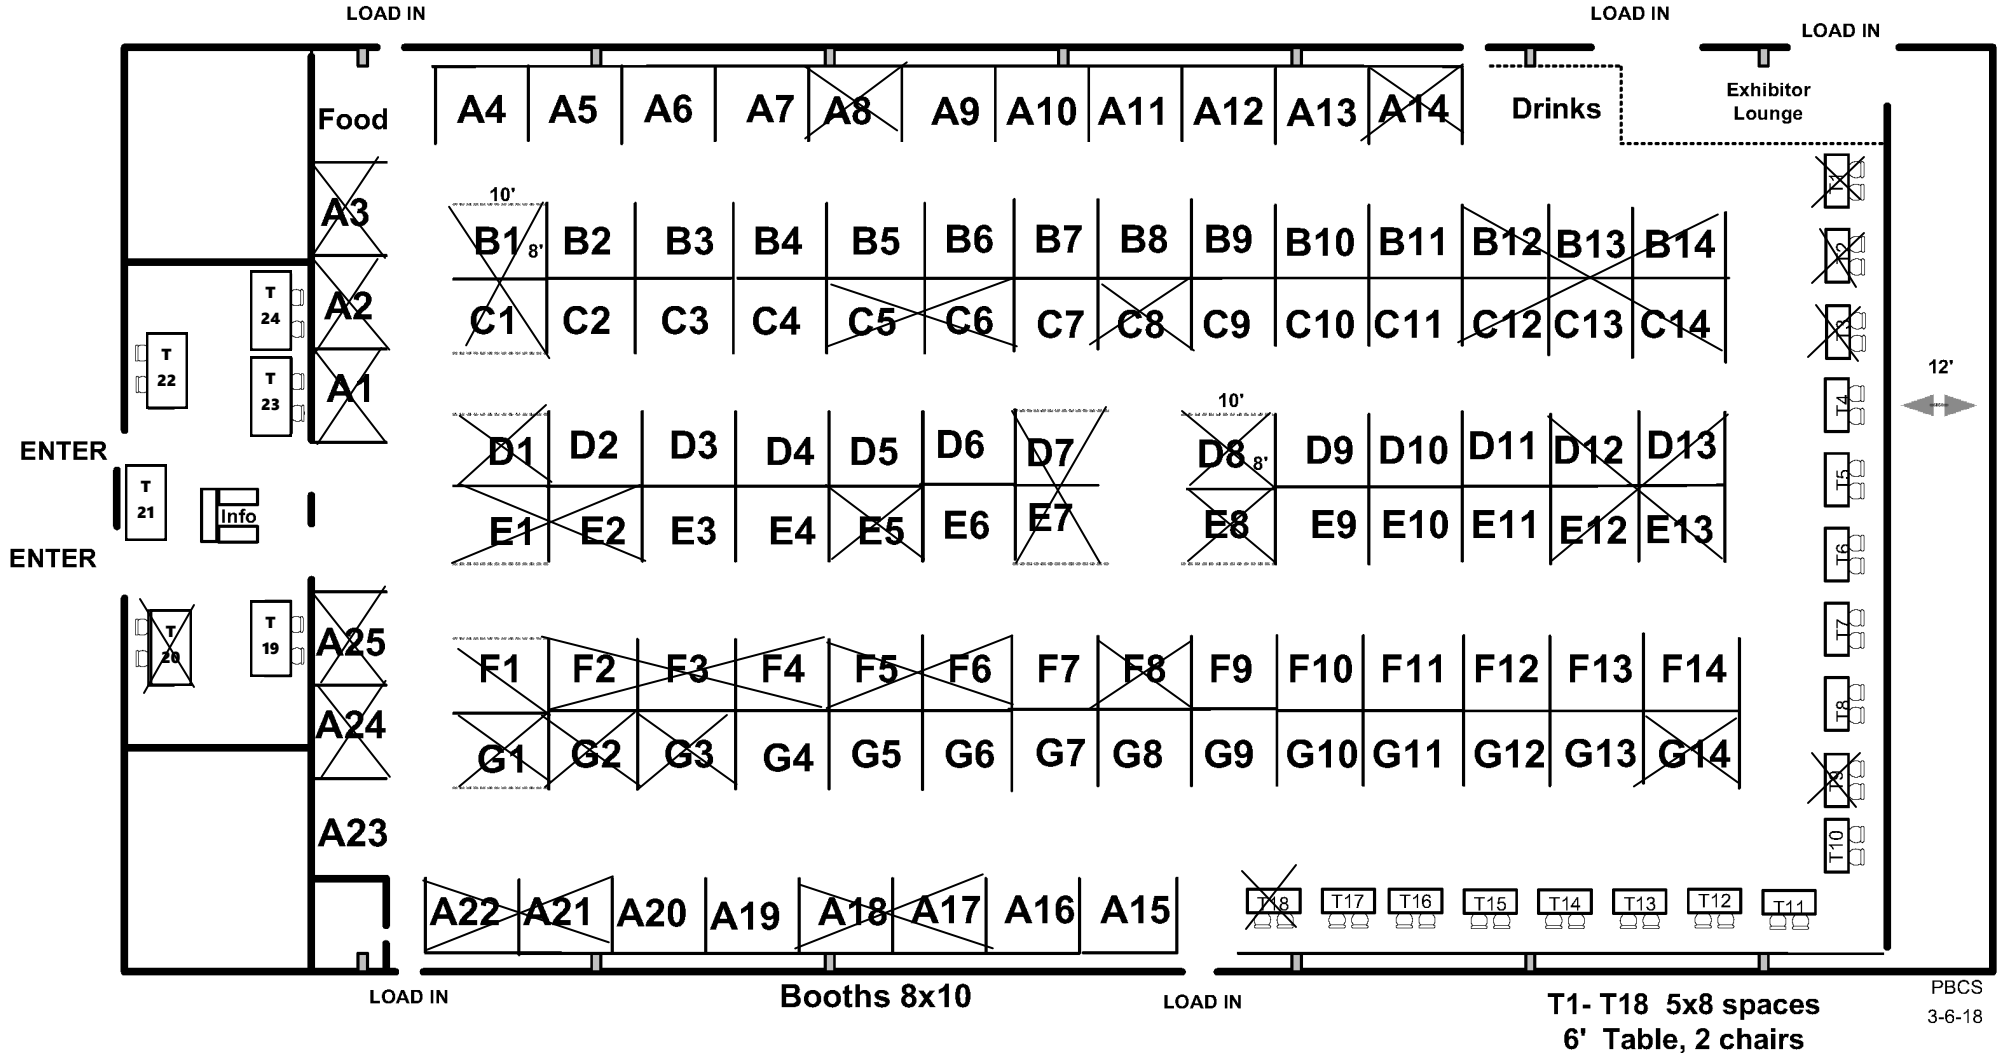 LOAD IN
LOAD IN
LOAD IN
Food
A4 A5 A6 A7 A8 A9 A10 A11 A12 A13 A14
Drinks
Exhibitor
Lounge
A3
A2
A1
10'
B1 8' B2 B3 B4 B5 B6 B7 B8 B9 B10 B11 B12 B13 B14
C1 C2 C3 C4 C5 C6 C7 C8 C9 C10 C11 C12 C13 C14
T1
T2
T3
T4
T5
T6
T7
T8
T9
T10
12'
T
24
T
22
T
23
ENTER
T
21
Info
ENTER
10'
D1 D2 D3 D4 D5 D6 D7 D8 8' D9 D10 D11 D12 D13
E1 E2 E3 E4 E5 E6 E7 E8 E9 E10 E11 E12 E13
T
20
T
19
A25
A24
A23
F1 F2 F3 F4 F5 F6 F7 F8 F9 F10 F11 F12 F13 F14
G1 G2 G3 G4 G5 G6 G7 G8 G9 G10 G11 G12 G13 G14
A22 A21 A20 A19 A18 A17 A16 A15
T18 T17 T16 T15 T14 T13 T12 T11
LOAD IN
Booths 8x10
LOAD IN
T1- T18 5x8 spaces
6' Table, 2 chairs
PBCS
3-6-18